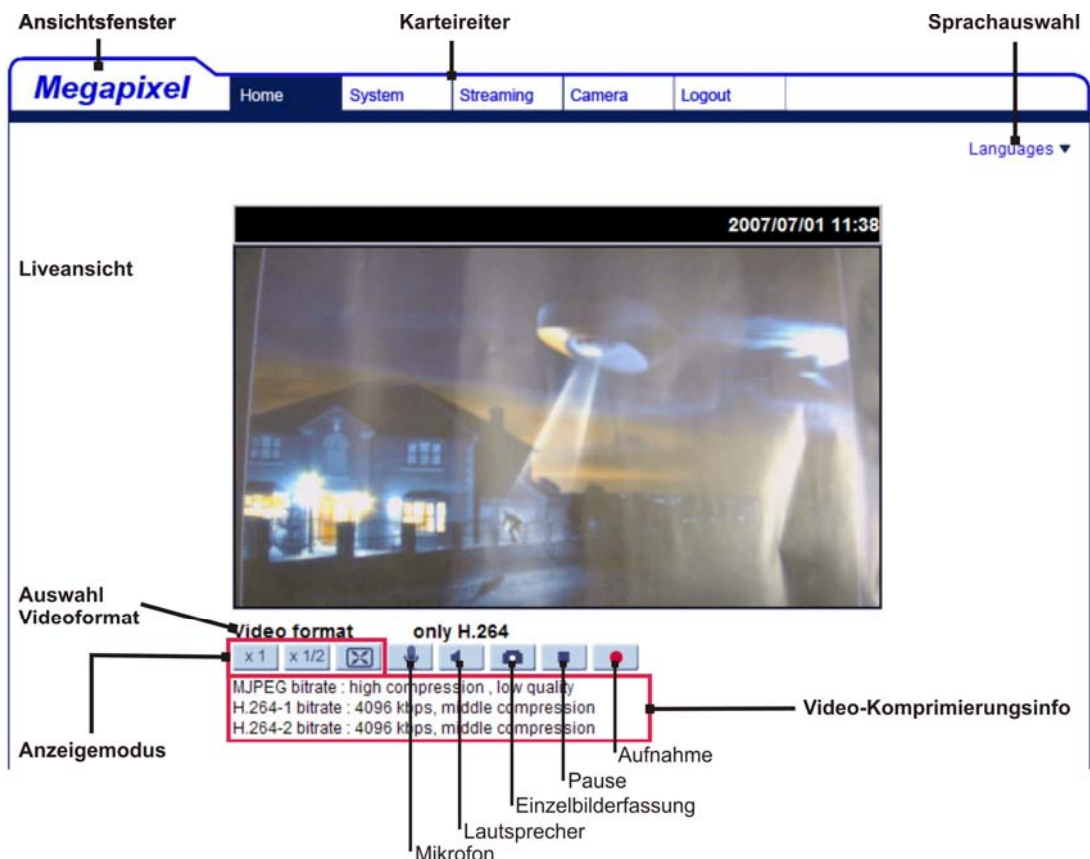 Ansichtsfenster
Karteireiter
Sprachauswahl
Megapixel
Home
System
Streaming
Camera
Logout
Languages
2007/07/01 11:38
Liveansicht
Auswahl
Videoformat
Video format only H.264
x 1
x 1/2
MJPEG bitrate : high compression , low quality
H.264-1 bitrate : 4096 kbps, middle compression
H.264-2 bitrate : 4096 kbps, middle compression
Video-Komprimierungsinfo
Anzeigemodus
Aufnahme
Pause
Einzelbilderfassung
Lautsprecher
Mikrofon